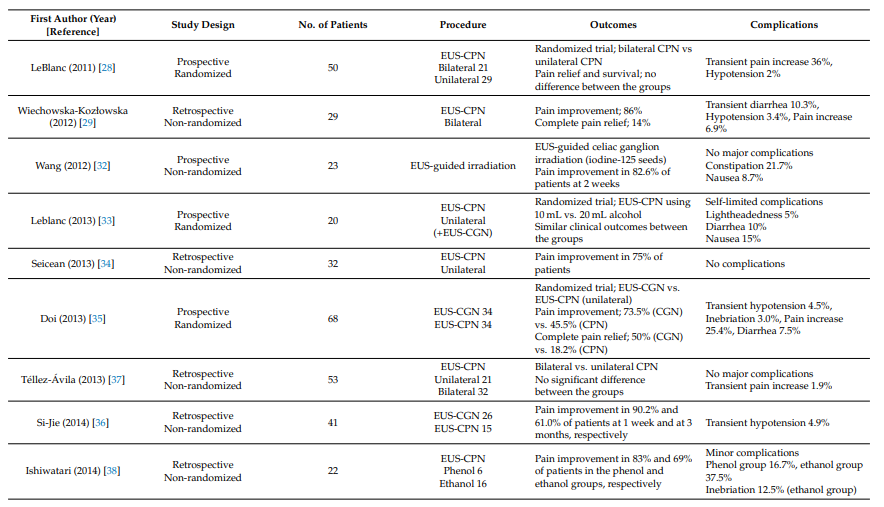 First Author (Year) [Reference] Study Design No. of Patients Procedure Outcomes Complications
LeBlanc (2011) [28] Prospective Randomized 50 EUS-CPN Bilateral 21 Unilateral 29 Randomized trial; bilateral CPN vs unilateral CPN Pain relief and survival; no difference between the groups Transient pain increase 36%, Hypotension 2%
Wiechowska-Kozłowska (2012) [29] Retrospective Non-randomized 29 EUS-CPN Bilateral Pain improvement; 86% Complete pain relief; 14% Transient diarrhea 10.3%, Hypotension 3.4%, Pain increase 6.9%
Wang (2012) [32] Prospective Non-randomized 23 EUS-guided irradiation EUS-guided celiac ganglion irradiation (iodine-125 seeds) Pain improvement in 82.6% of patients at 2 weeks No major complications Constipation 21.7% Nausea 8.7%
Leblanc (2013) [33] Prospective Randomized 20 EUS-CPN Unilateral (+EUS-CGN) Randomized trial; EUS-CPN using 10 mL vs. 20 mL alcohol Similar clinical outcomes between the groups Self-limited complications Lightheadedness 5% Diarrhea 10% Nausea 15%
Seicean (2013) [34] Retrospective Non-randomized 32 EUS-CPN Unilateral Pain improvement in 75% of patients No complications
Doi (2013) [35] Prospective Randomized 68 EUS-CGN 34 EUS-CPN 34 Randomized trial; EUS-CGN vs. EUS-CPN (unilateral) Pain improvement; 73.5% (CGN) vs. 45.5% (CPN) Complete pain relief; 50% (CGN) vs. 18.2% (CPN) Transient hypotension 4.5%, Inebriation 3.0%, Pain increase 25.4%, Diarrhea 7.5%
Téllez-Ávila (2013) [37] Retrospective Non-randomized 53 EUS-CPN Unilateral 21 Bilateral 32 Bilateral vs. unilateral CPN No significant difference between the groups No major complications Transient pain increase 1.9%
Si-Jie (2014) [36] Retrospective Non-randomized 41 EUS-CGN 26 EUS-CPN 15 Pain improvement in 90.2% and 61.0% of patients at 1 week and at 3 months, respectively Transient hypotension 4.9%
Ishiwatari (2014) [38] Retrospective Non-randomized 22 EUS-CPN Phenol 6 Ethanol 16 Pain improvement in 83% and 69% of patients in the phenol and ethanol groups, respectively Minor complications Phenol group 16.7%, ethanol group 37.5% Inebriation 12.5% (ethanol group)